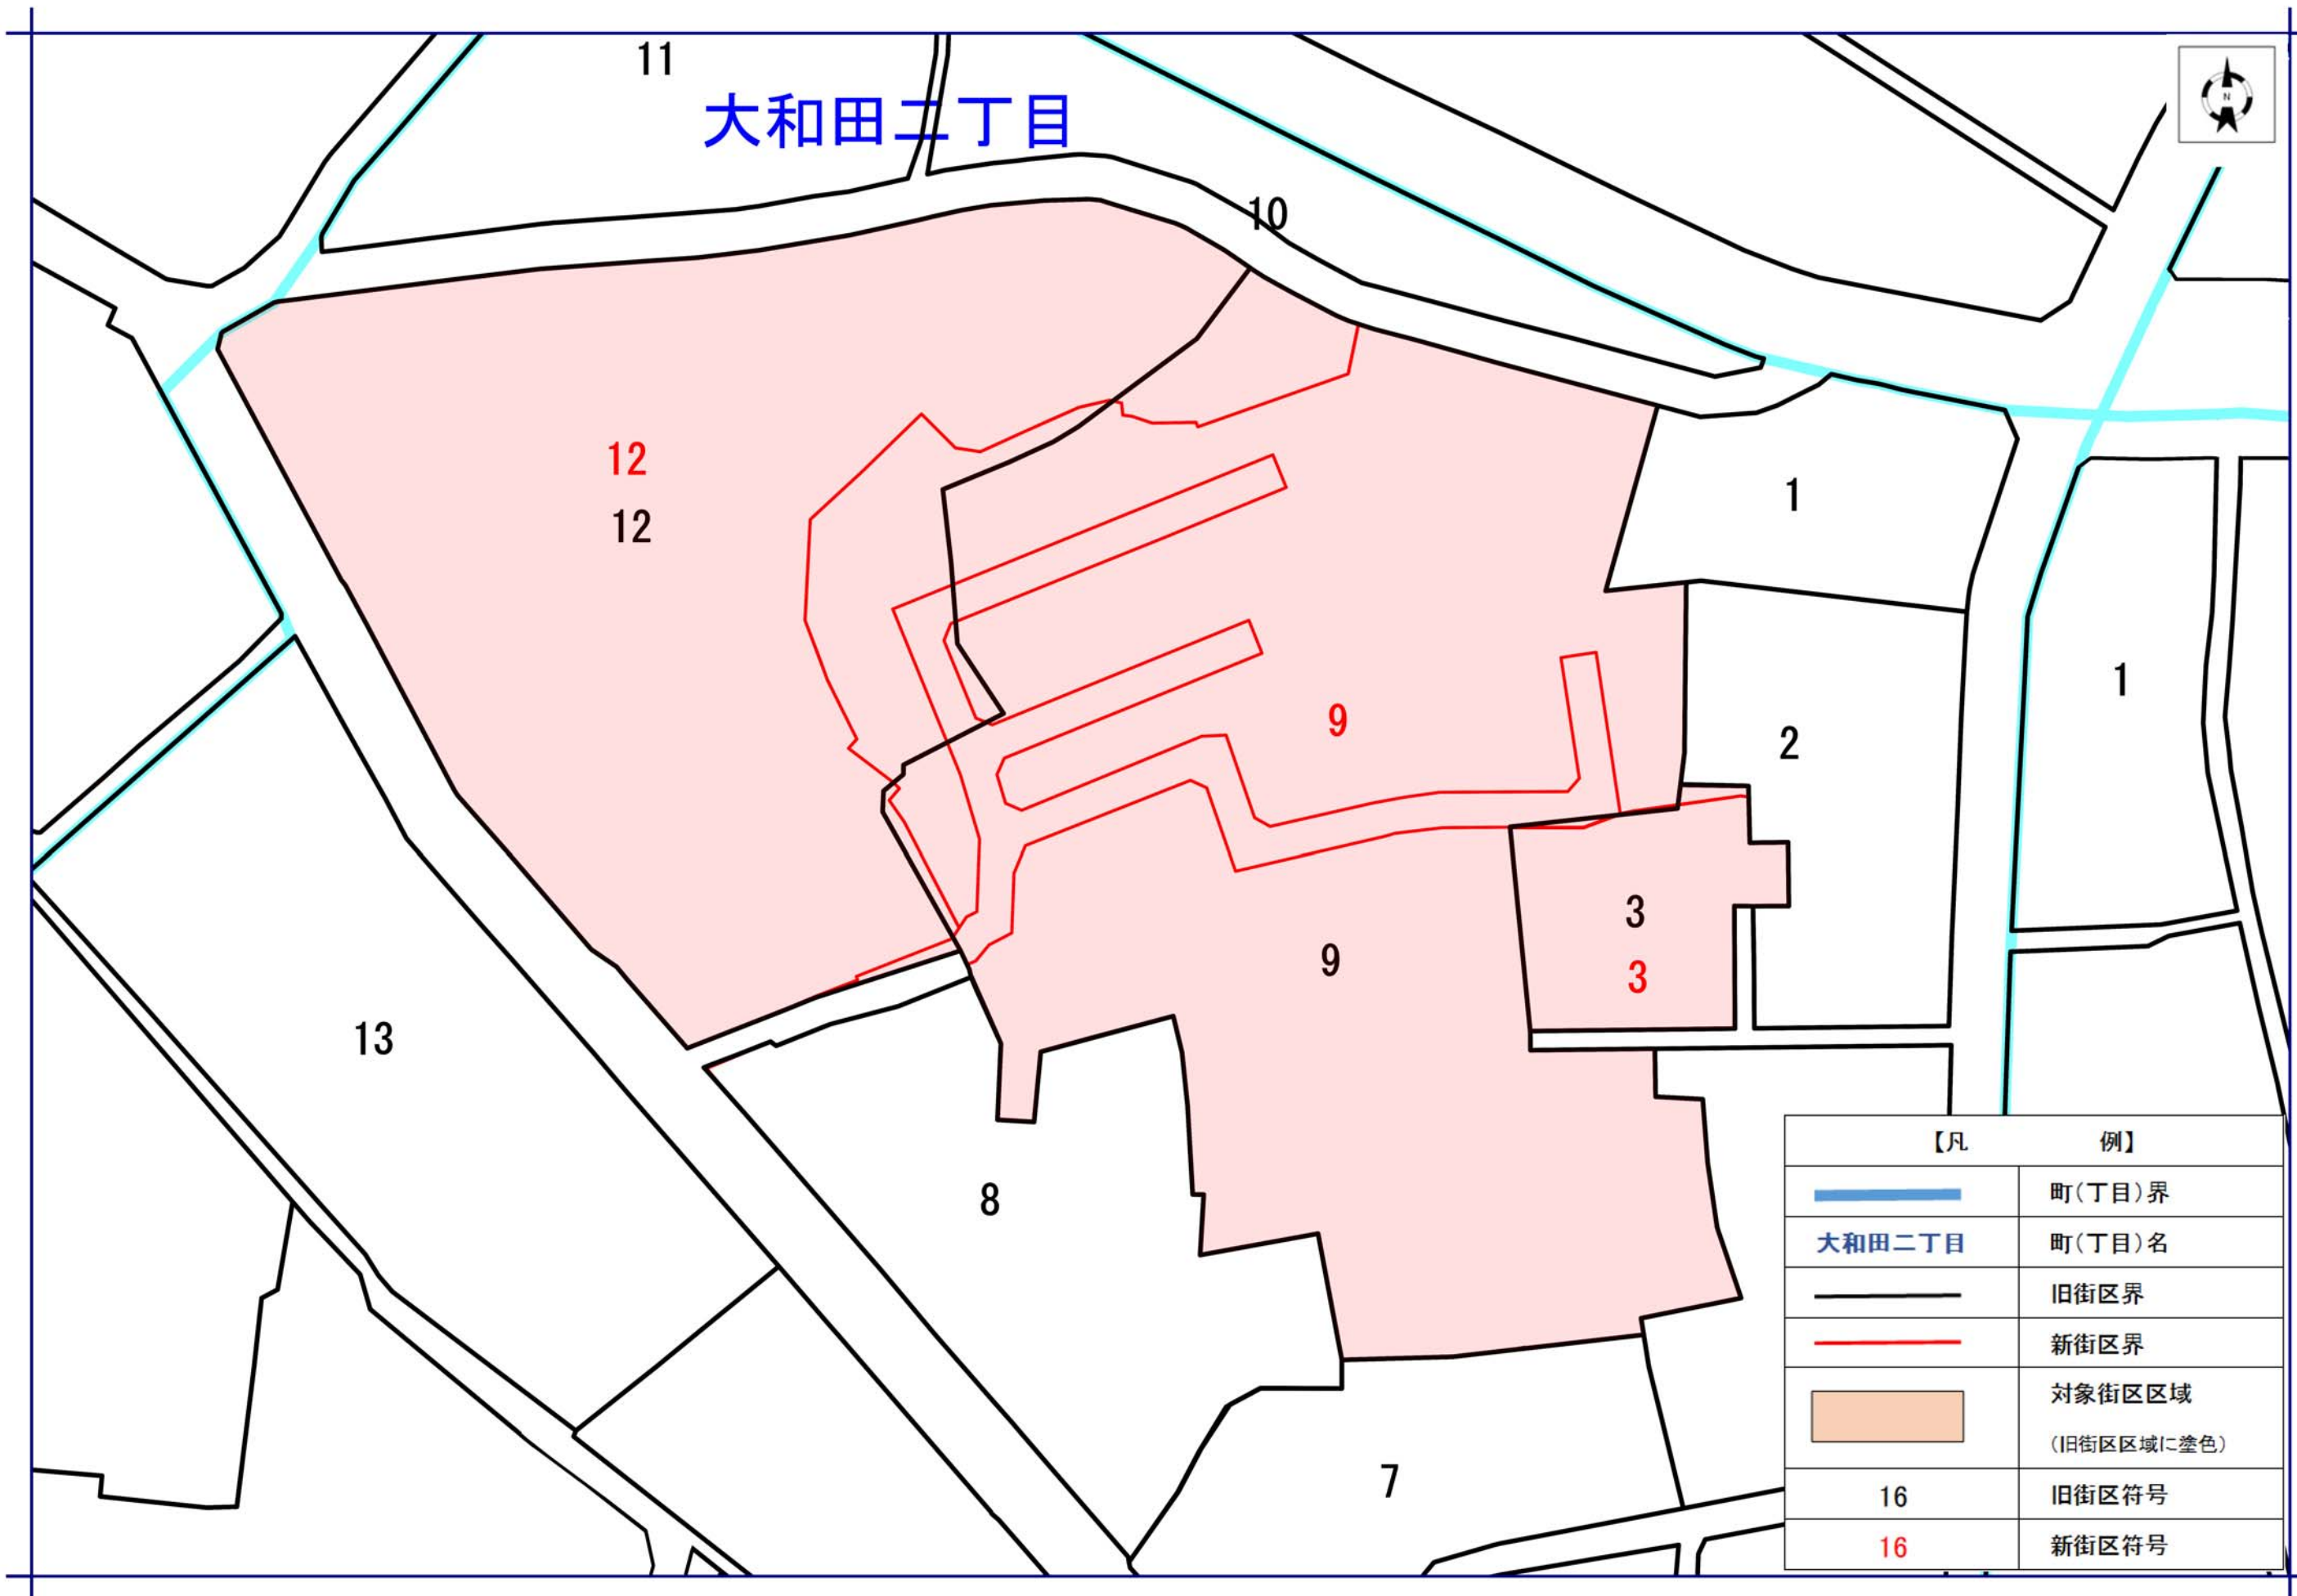 11
大和田二丁目
N
10
12
12
1
1
9
2
3
9
3
13
8
7
【凡 例】
町(丁目)界
大和田二丁目 町(丁目)名
旧街区界
新街区界
対象街区区域
(旧街区区域に塗色)
16 旧街区符号
16 新街区符号